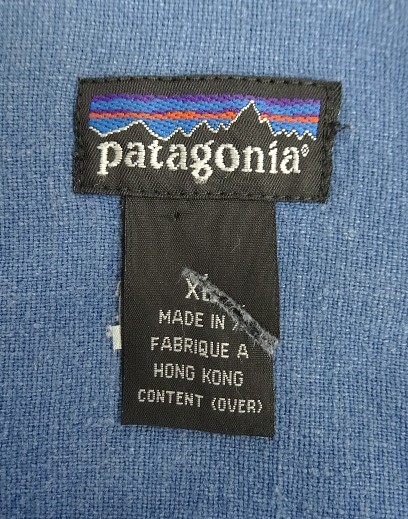 patagonia®
XL
MADE IN
FABRIQUE A
HONG KONG
CONTENT (OVER)